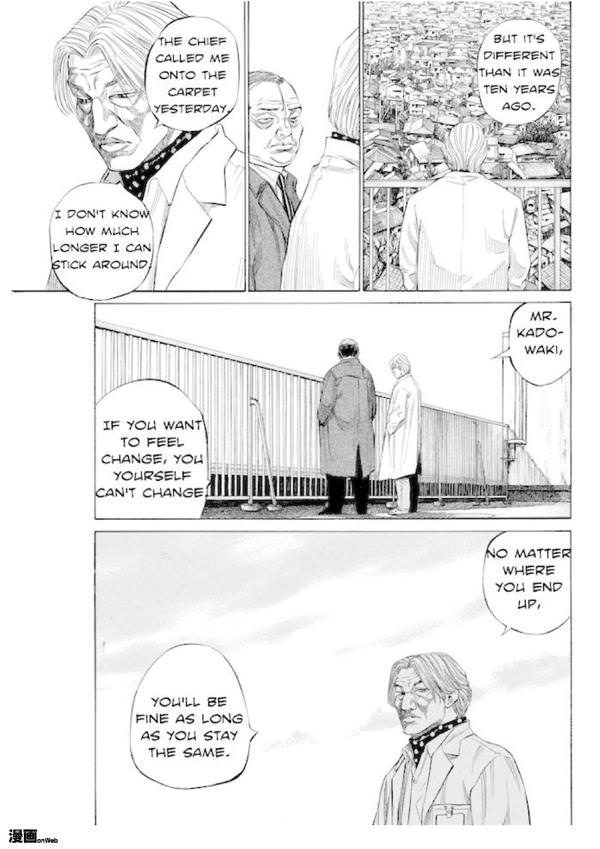 BUT IT'S
DIFFERENT
THAN IT WAS
TEN YEARS
AGO.
THE CHIEF
CALLED ME
ONTO THE
CARPET
YESTERDAY.
I DON'T KNOW
HOW MUCH
LONGER I CAN
STICK AROUND.
MR.
KADO-
WAKI,
IF YOU WANT
TO FEEL
CHANGE, YOU
YOURSELF
CAN'T CHANGE.
NO MATTER
WHERE
YOU END
UP,
YOU'LL BE
FINE AS LONG
AS YOU STAY
THE SAME.
漫画onWeb